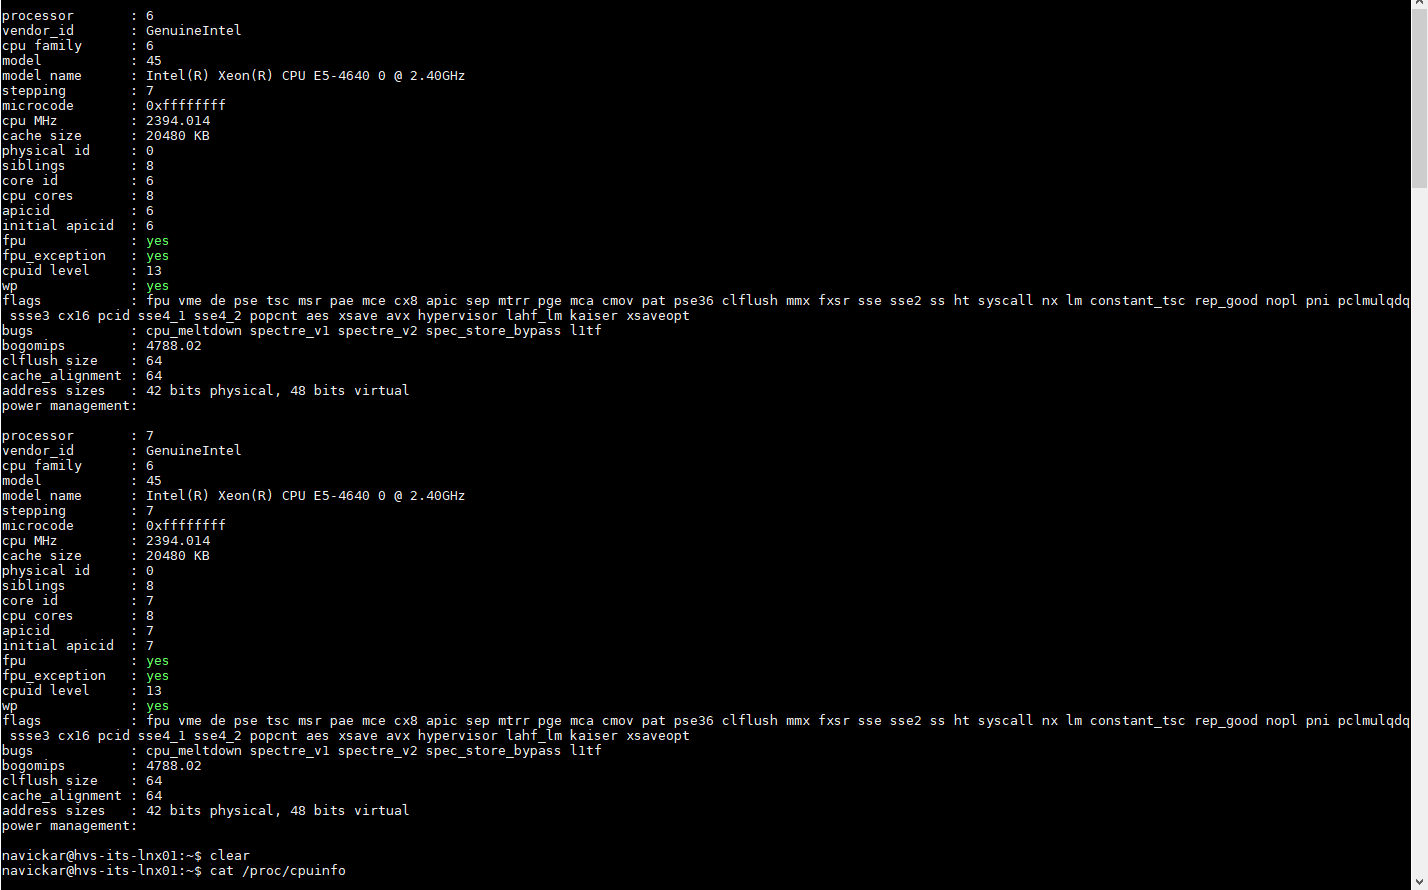 processor       : 6
vendor_id       : GenuineIntel
cpu family      : 6
model           : 45
model name      : Intel(R) Xeon(R) CPU E5-4640 0 @ 2.40GHz
stepping        : 7
microcode       : 0xffffffff
cpu MHz         : 2394.014
cache size      : 20480 KB
physical id     : 0
siblings        : 8
core id         : 6
cpu cores       : 8
apicid          : 6
initial apicid  : 6
fpu             : yes
fpu_exception   : yes
cpuid level     : 13
wp              : yes
flags           : fpu vme de pse tsc msr pae mce cx8 apic sep mtrr pge mca cmov pat pse36 clflush mmx fxsr sse sse2 ss ht syscall nx lm constant_tsc rep_good nopl pni pclmulqdq
 ssse3 cx16 pcid sse4_1 sse4_2 popcnt aes xsave avx hypervisor lahf_lm kaiser xsaveopt
bugs            : cpu_meltdown spectre_v1 spectre_v2 spec_store_bypass l1tf
bogomips        : 4788.02
clflush size    : 64
cache_alignment : 64
address sizes   : 42 bits physical, 48 bits virtual
power management:

processor       : 7
vendor_id       : GenuineIntel
cpu family      : 6
model           : 45
model name      : Intel(R) Xeon(R) CPU E5-4640 0 @ 2.40GHz
stepping        : 7
microcode       : 0xffffffff
cpu MHz         : 2394.014
cache size      : 20480 KB
physical id     : 0
siblings        : 8
core id         : 7
cpu cores       : 8
apicid          : 7
initial apicid  : 7
fpu             : yes
fpu_exception   : yes
cpuid level     : 13
wp              : yes
flags           : fpu vme de pse tsc msr pae mce cx8 apic sep mtrr pge mca cmov pat pse36 clflush mmx fxsr sse sse2 ss ht syscall nx lm constant_tsc rep_good nopl pni pclmulqdq
 ssse3 cx16 pcid sse4_1 sse4_2 popcnt aes xsave avx hypervisor lahf_lm kaiser xsaveopt
bugs            : cpu_meltdown spectre_v1 spectre_v2 spec_store_bypass l1tf
bogomips        : 4788.02
clflush size    : 64
cache_alignment : 64
address sizes   : 42 bits physical, 48 bits virtual
power management:

navickar@hvs-its-lnx01:~$ clear
navickar@hvs-its-lnx01:~$ cat /proc/cpuinfo